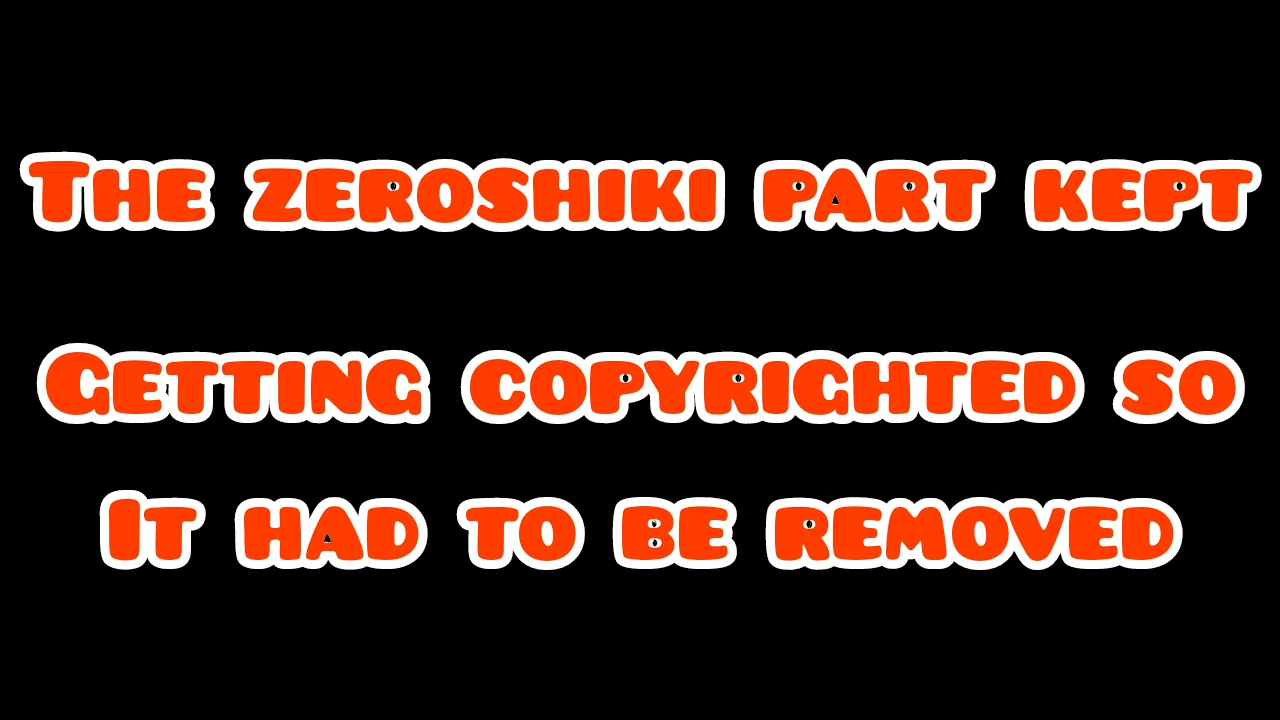 The zeroshiki part kept
Getting copyrighted so
It had to be removed